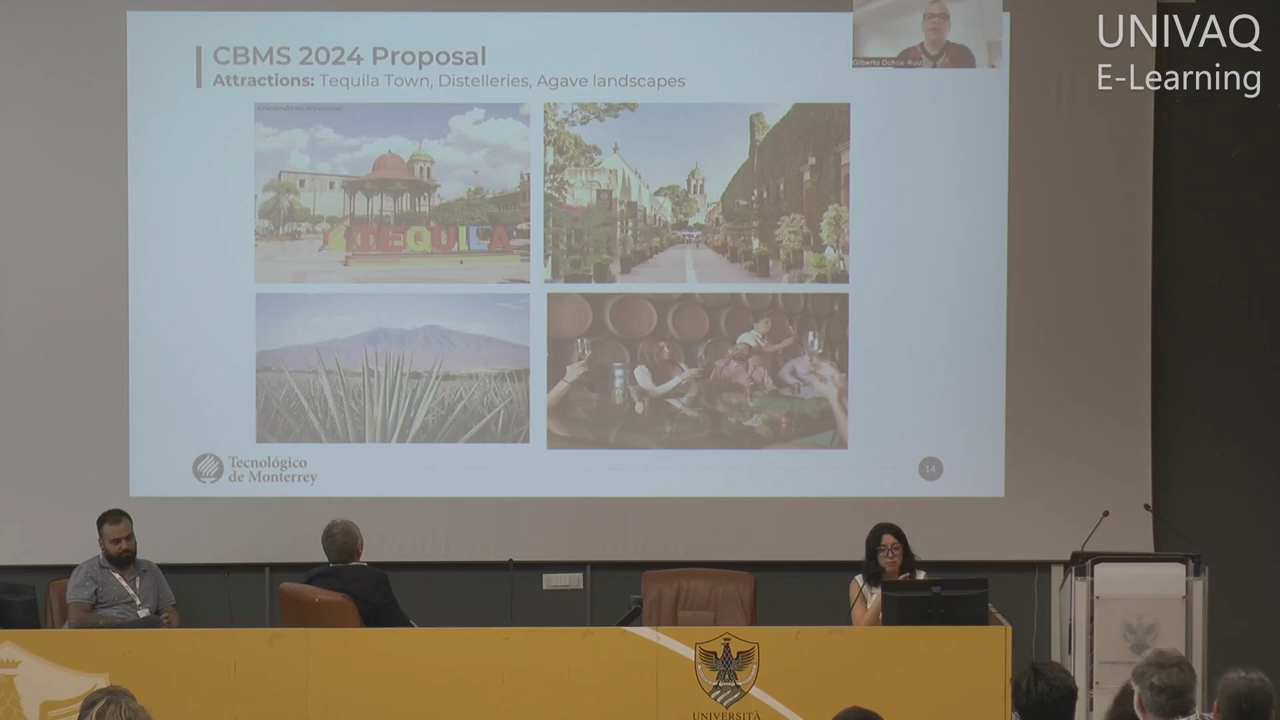 CBMS 2024 Proposal
Attractions: Tequila Town, Distelleries, Agave landscapes
Gilberto Ochoa Ruiz
UNIVAQ
E-Learning
TEQUILA
Tecnológico
de Monterrey
14
UNIVERSITÀ